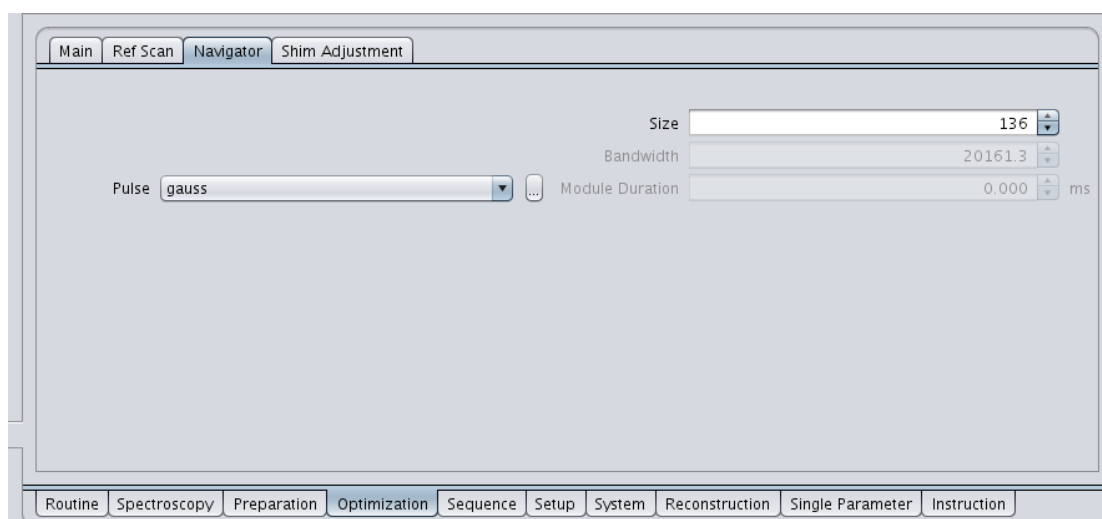 Main Ref Scan Navigator Shim Adjustment
Size 136
Bandwidth 20161.3
Pulse gauss ... Module Duration 0.000 ms
Routine Spectroscopy Preparation Optimization Sequence Setup System Reconstruction Single Parameter Instruction